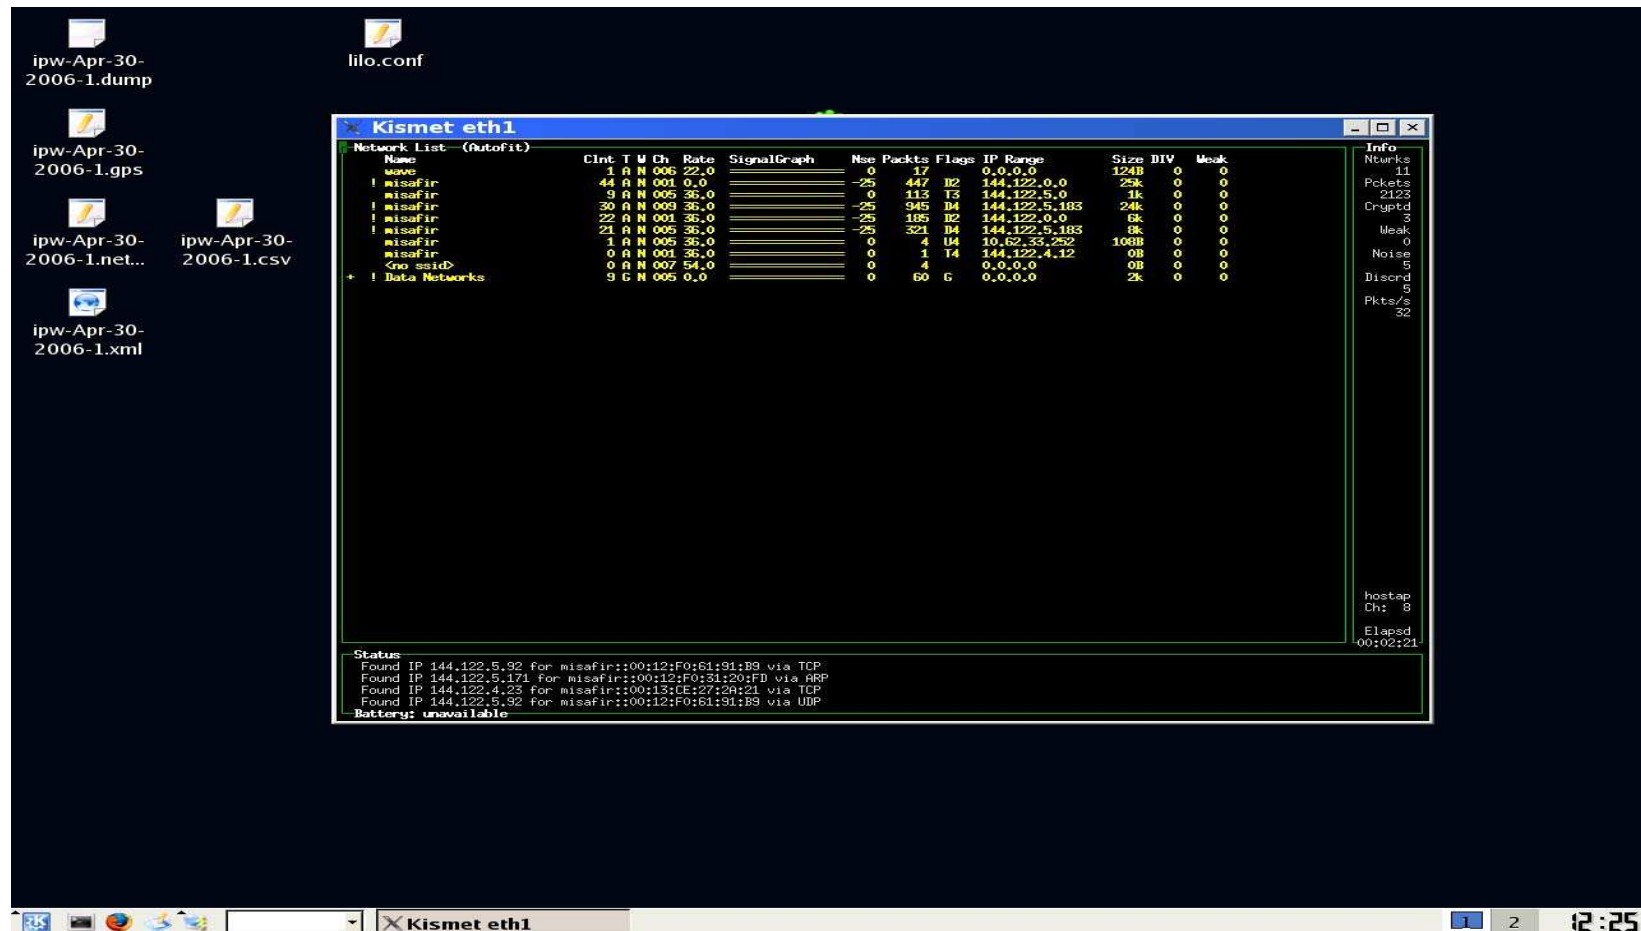 ipw-Apr-30-
2006-1.dump
lilo.conf
ipw-Apr-30-
2006-1.gps
ipw-Apr-30-
2006-1.net...
ipw-Apr-30-
2006-1.csv
ipw-Apr-30-
2006-1.xml
Kismet eth1
Network List (Autofit)
Name Clnt T W Ch Rate SignalGraph Nse Packts Flags IP Range Size DIV Weak
wave 1 A N 006 22.0 0 17 0.0.0.0 124B 0 0
! misafir 44 A N 001 0.0 -25 447 D2 144.122.0.0 25k 0 0
misafir 9 A N 005 36.0 0 113 T3 144.122.5.0 1k 0 0
! misafir 30 A N 009 36.0 -25 945 D4 144.122.5.183 24k 0 0
! misafir 22 A N 001 36.0 -25 185 D2 144.122.0.0 6k 0 0
! misafir 21 A N 005 36.0 -25 321 D4 144.122.5.183 8k 0 0
misafir 1 A N 005 36.0 0 4 U4 10.62.33.252 108B 0 0
misafir 0 A N 001 36.0 0 1 T4 144.122.4.12 0B 0 0
<no ssid> 0 A N 007 54.0 0 4 0.0.0.0 0B 0 0
+ ! Data Networks 9 G N 005 0.0 0 60 G 0.0.0.0 2k 0 0
Info
Ntwrks
11
Pckets
2123
Cryptd
3
Weak
0
Noise
5
Discrd
5
Pkts/s
32
hostap
Ch: 8
Elapsd
00:02:21
Status
Found IP 144.122.5.92 for misafir::00:12:F0:61:91:B9 via TCP
Found IP 144.122.5.171 for misafir::00:12:F0:31:20:FD via ARP
Found IP 144.122.4.23 for misafir::00:13:CE:27:2A:21 via TCP
Found IP 144.122.5.92 for misafir::00:12:F0:61:91:B9 via UDP
Battery: unavailable
Kismet eth1
1 2
12:25